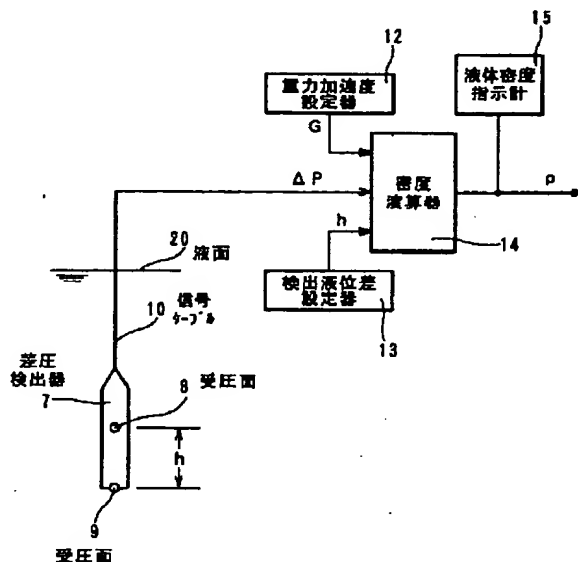 12
重力加速度
設定器
G
15
液体密度
指示計
ΔP
密度
演算器
14
ρ
h
検出液位差
設定器
13
20
液面
10
信号
ケーブル
差圧
検出器
7
8
受圧面
h
9
受圧面